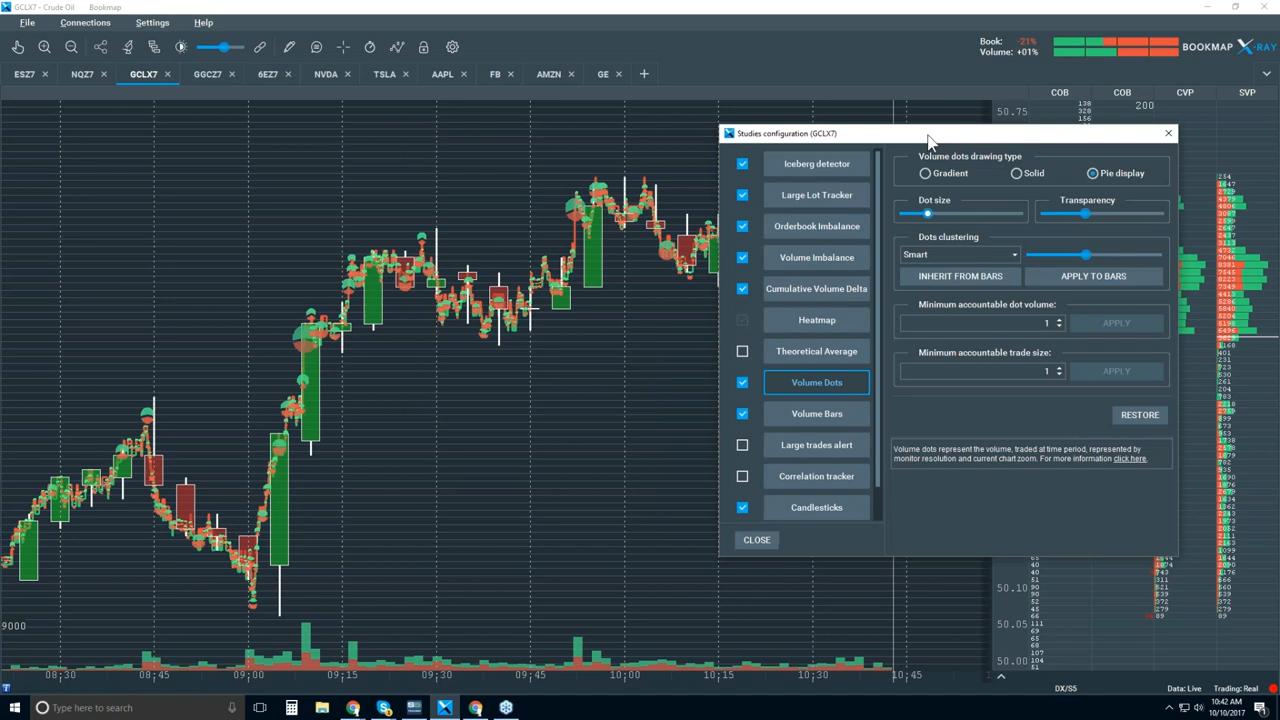 GCLX7 - Crude Oil Bookmap
File Connections Settings Help
Book: -21%
Volume: +01%
BOOKMAP X-RAY
ESZ7 NQZ7 GCLX7 GGCZ7 6EZ7 NVDA TSLA AAPL FB AMZN GE
COB COB CVP SVP
200
50.75
Studies configuration (GCLX7)
Iceberg detector
Large Lot Tracker
Orderbook Imbalance
Volume Imbalance
Cumulative Volume Delta
Heatmap
Theoretical Average
Volume Dots
Volume Bars
Large trades alert
Correlation tracker
Candlesticks
CLOSE
Volume dots drawing type
Gradient Solid Pie display
Dot size Transparency
Dots clustering
Smart
INHERIT FROM BARS APPLY TO BARS
Minimum accountable dot volume:
1 APPLY
Minimum accountable trade size:
1 APPLY
RESTORE
Volume dots represent the volume, traded at time period, represented by
monitor resolution and current chart zoom. For more information click here.
50.10
50.05
50.00
9000
08:30 08:45 09:00 09:15 09:30 09:45 10:00 10:15 10:30 10:45
DX/S5 Data: Live Trading: Real
Type here to search
10:42 AM
10/10/2017